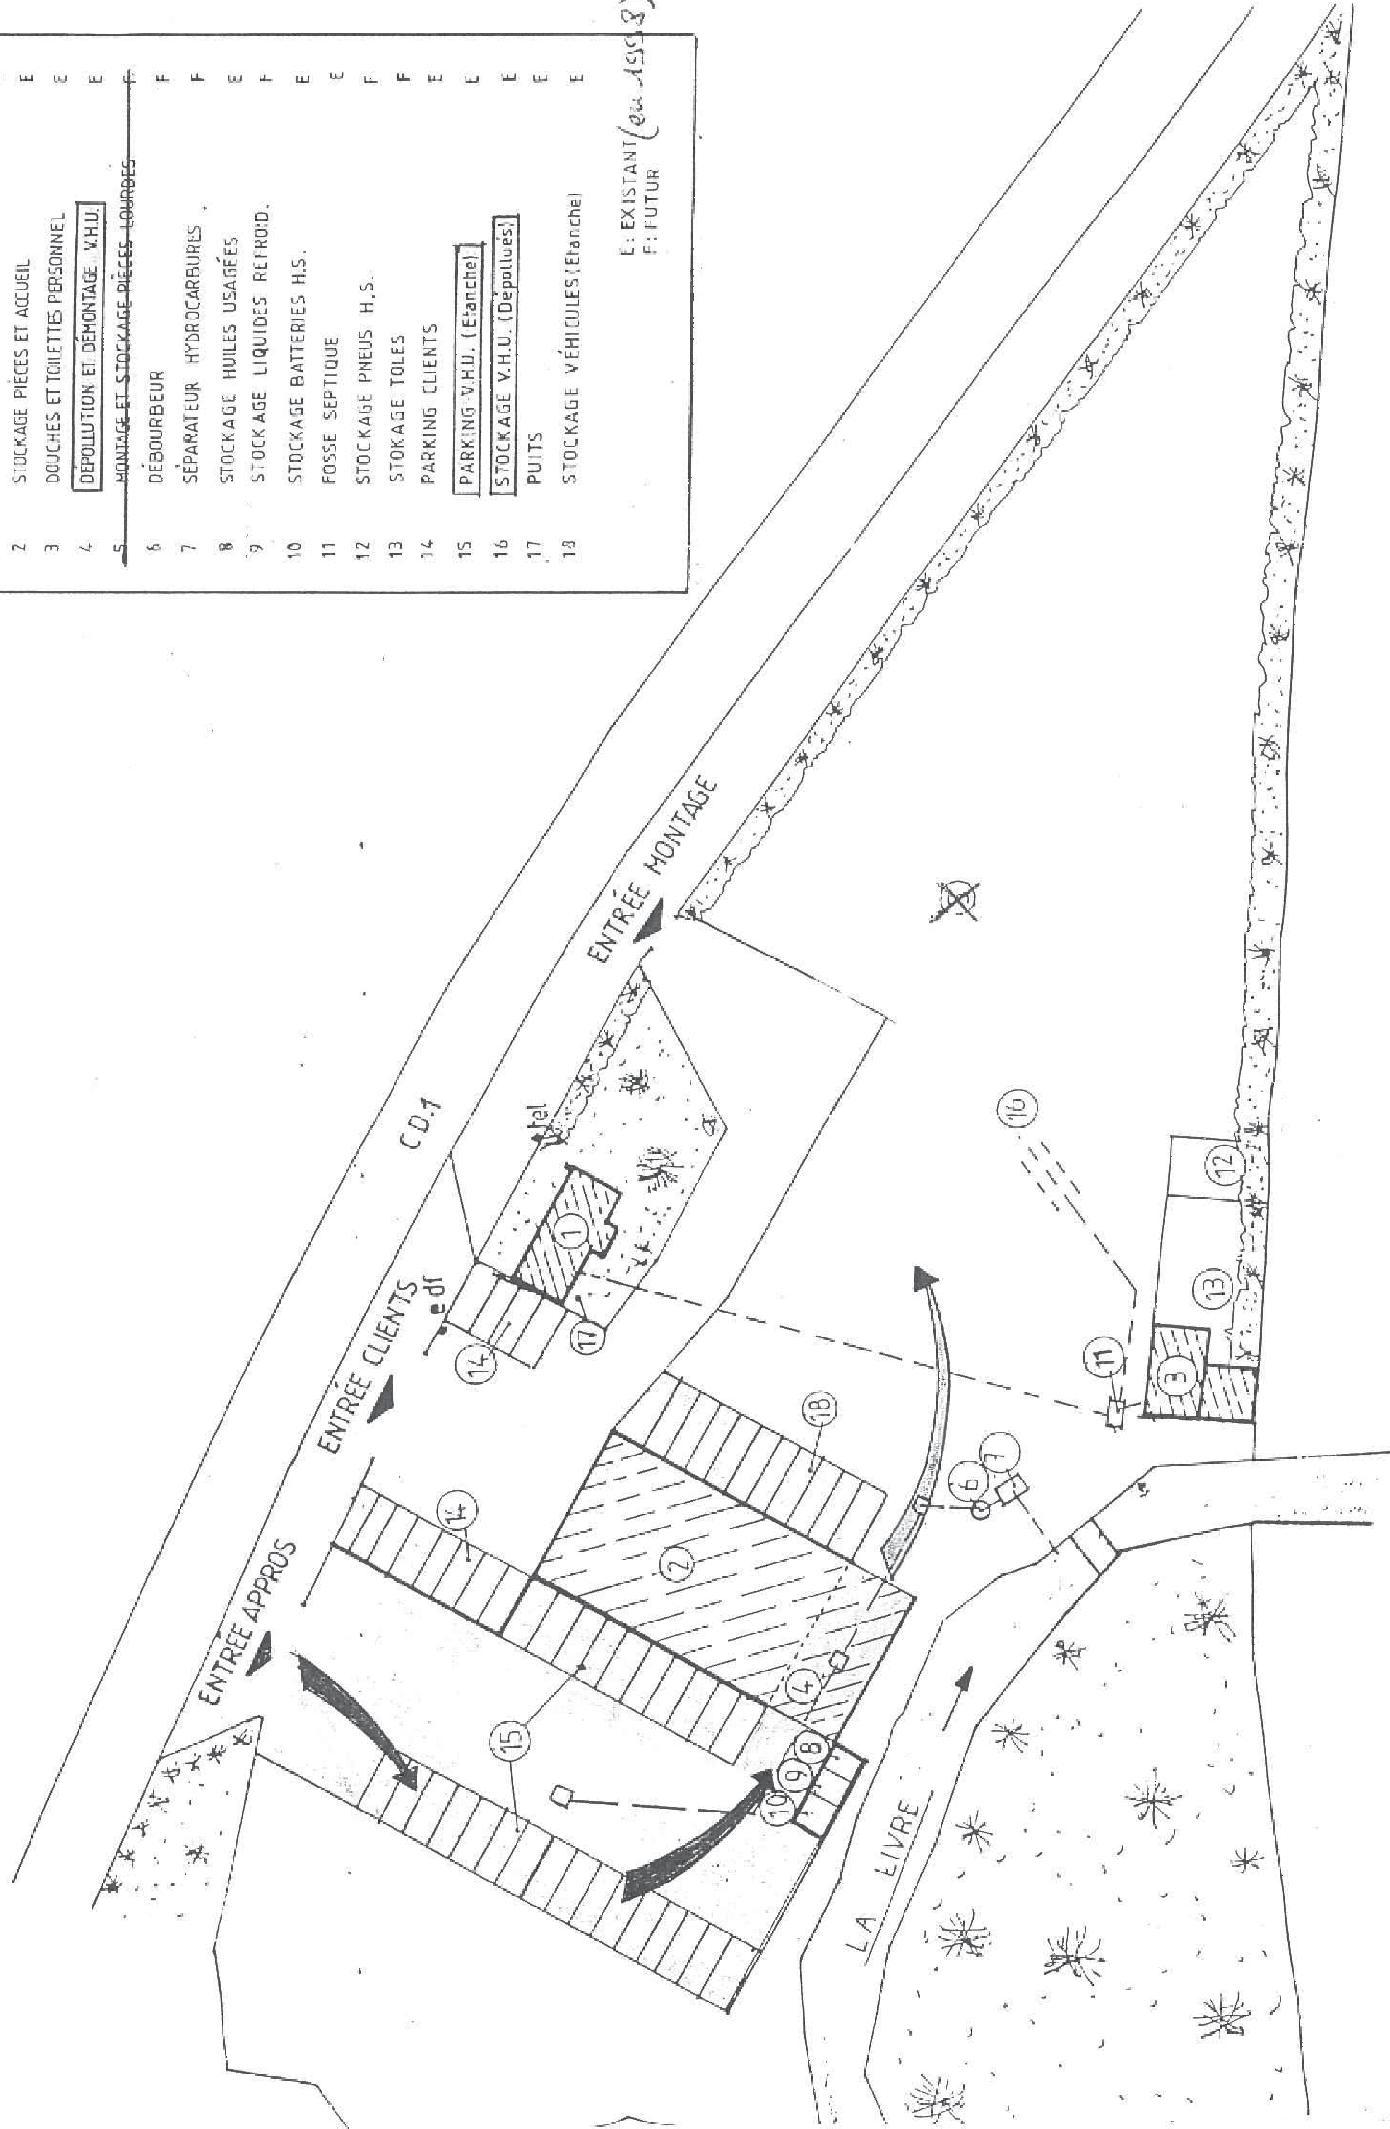 2 STOCKAGE PIÈCES ET ACCUEIL E
3 DOUCHES ET TOILETTES PERSONNEL E
4 DÉPOLLUTION ET DÉMONTAGE V.H.U. E
5 MONTAGE ET STOCKAGE PIÈCES LOURDES
6 DÉBOURBEUR F
7 SÉPARATEUR HYDROCARBURES F
8 STOCKAGE HUILES USAGÉES E
9 STOCKAGE LIQUIDES REFROID. F
10 STOCKAGE BATTERIES H.S. E
11 FOSSE SEPTIQUE E
12 STOCKAGE PNEUS H.S. F
13 STOKAGE TOLES F
14 PARKING CLIENTS E
15 PARKING V.H.U. (Etanche) E
16 STOCKAGE V.H.U. (Dépollués) E
17 PUITS E
18 STOCKAGE VÉHICULES (Etanche) E
E: EXISTANT (en 1998)
F: FUTUR
ENTRÉE APPROS
ENTRÉE CLIENTS
edf
C.D.1
tel
ENTRÉE MONTAGE
14
14
1
17
15
2
18
4
8
9
10
6
7
11
3
13
12
16
LA LIVRE